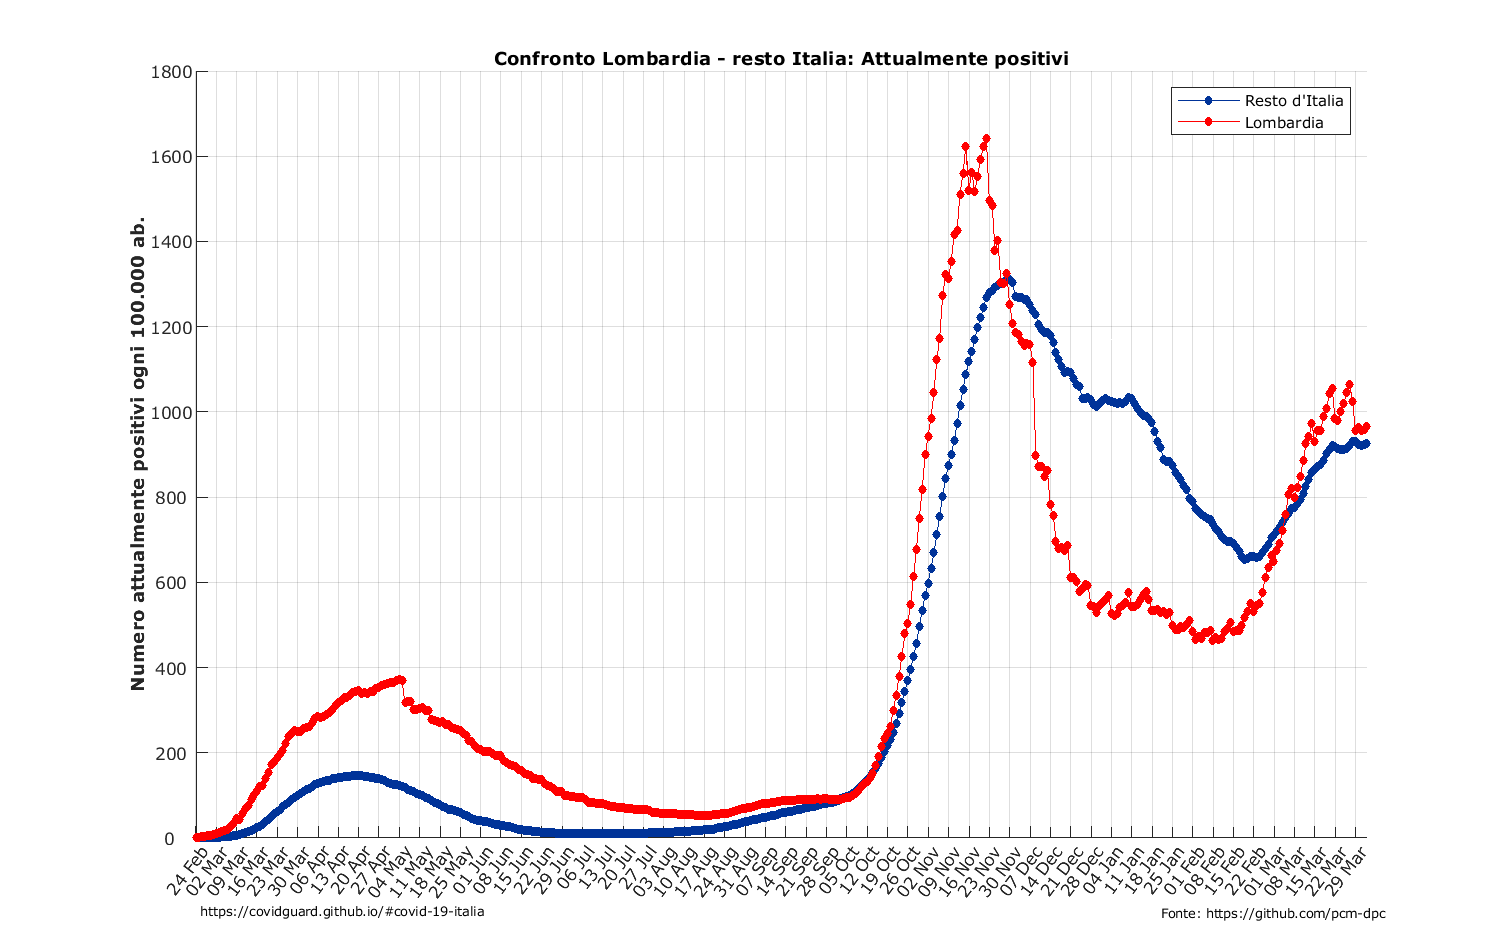 Confronto Lombardia - resto Italia: Attualmente positivi
Resto d'Italia
Lombardia
Numero attualmente positivi ogni 100.000 ab.
1800
1600
1400
1200
1000
800
600
400
200
0
24 Feb
02 Mar
09 Mar
16 Mar
23 Mar
30 Mar
06 Apr
13 Apr
20 Apr
27 Apr
04 May
11 May
18 May
25 May
01 Jun
08 Jun
15 Jun
22 Jun
29 Jun
06 Jul
13 Jul
20 Jul
27 Jul
03 Aug
10 Aug
17 Aug
24 Aug
31 Aug
07 Sep
14 Sep
21 Sep
28 Sep
05 Oct
12 Oct
19 Oct
26 Oct
02 Nov
09 Nov
16 Nov
23 Nov
30 Nov
07 Dec
14 Dec
21 Dec
28 Dec
04 Jan
11 Jan
18 Jan
25 Jan
01 Feb
08 Feb
15 Feb
22 Feb
01 Mar
08 Mar
15 Mar
22 Mar
29 Mar
https://covidguard.github.io/#covid-19-italia
Fonte: https://github.com/pcm-dpc